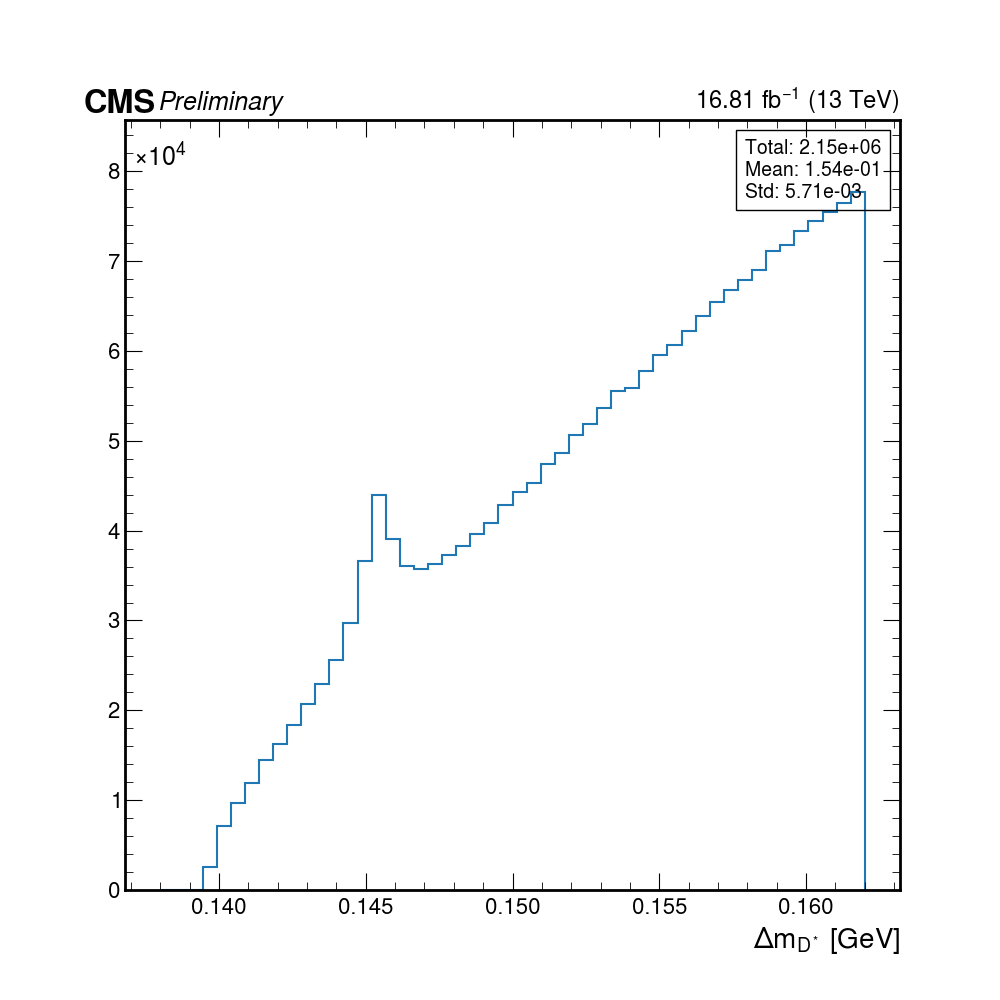 CMS Preliminary 16.81 fb⁻¹ (13 TeV)
×10⁴
Total: 2.15e+06
Mean: 1.54e-01
Std: 5.71e-03
8
7
6
5
4
3
2
1
0
0.140 0.145 0.150 0.155 0.160
Δm_D* [GeV]